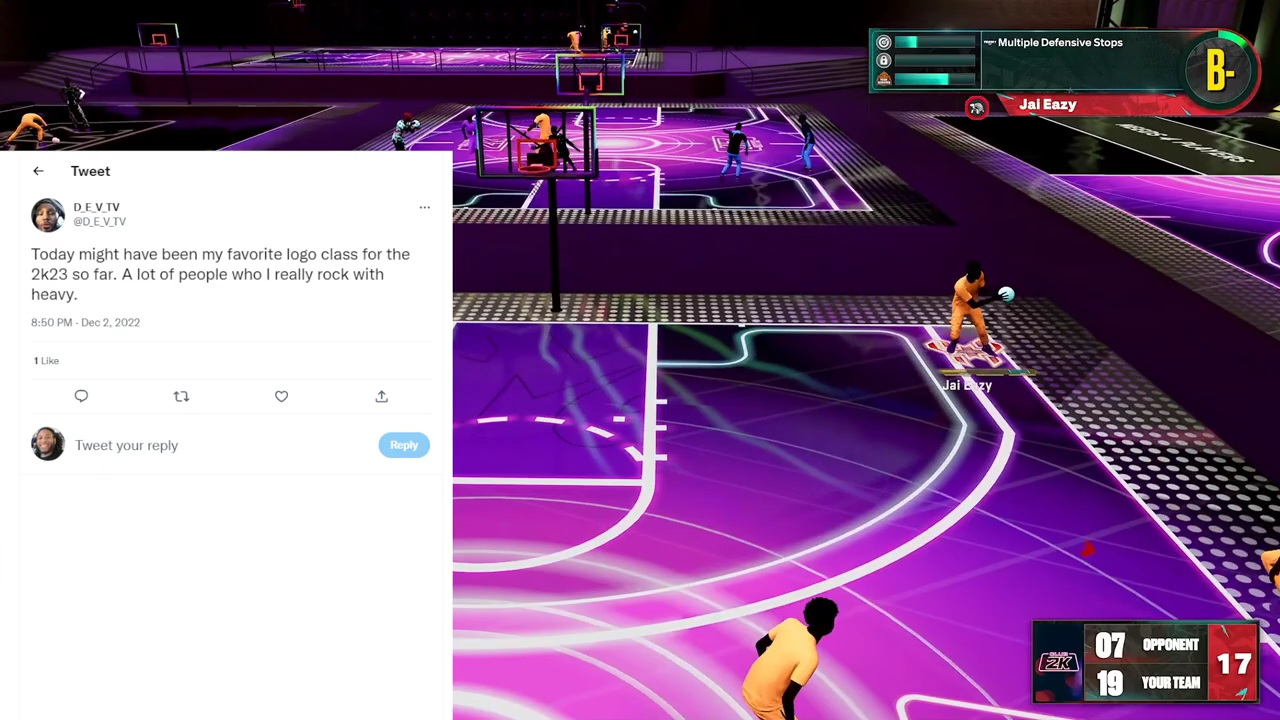 Multiple Defensive Stops
B-
Jai Eazy
Tweet
D_E_V_TV
@D_E_V_TV
Today might have been my favorite logo class for the
2k23 so far. A lot of people who I really rock with
heavy.
8:50 PM · Dec 2, 2022
1 Like
Tweet your reply
Reply
Jai Eazy
2K
07 OPPONENT
19 YOUR TEAM
17